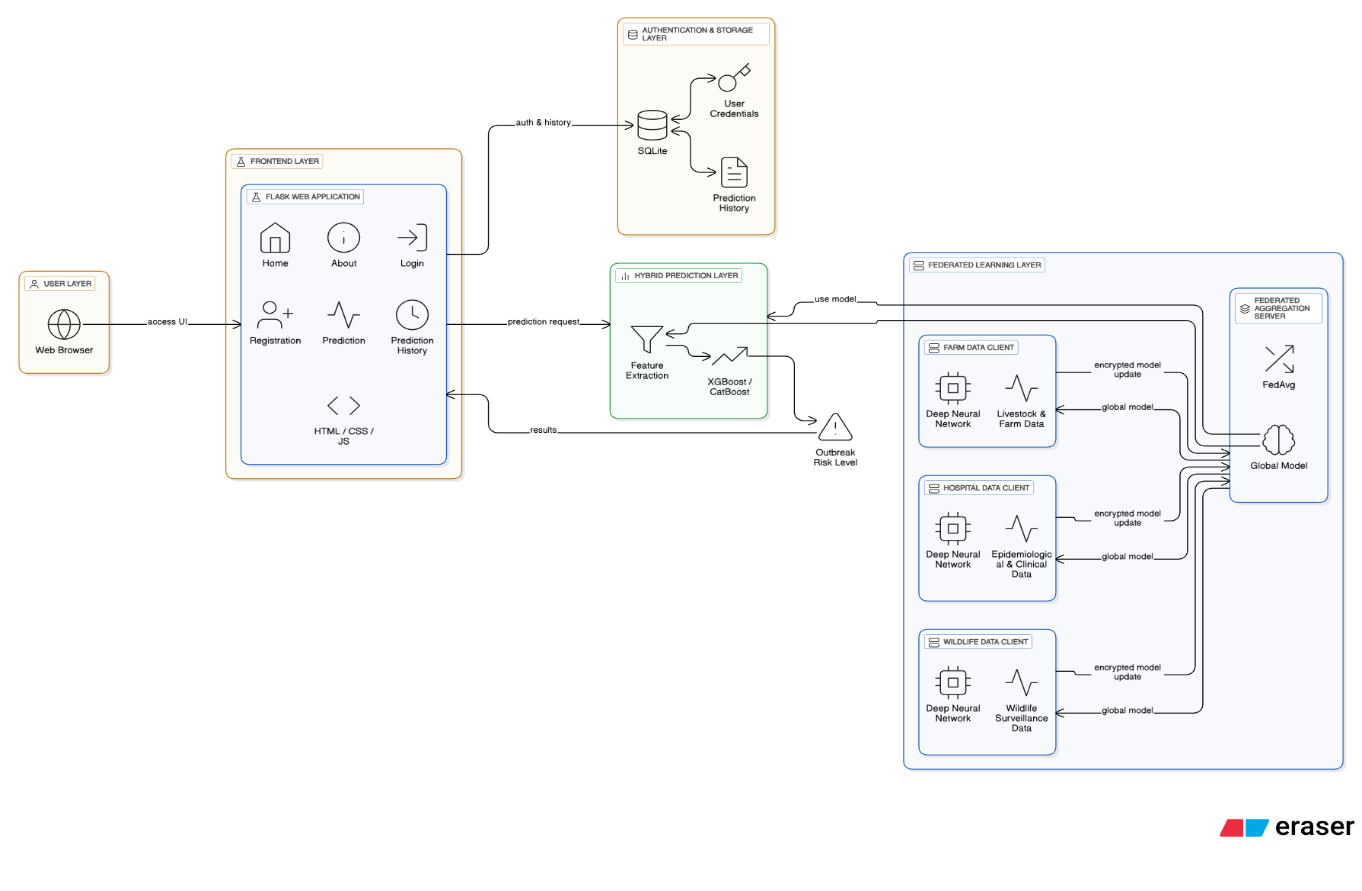 AUTHENTICATION & STORAGE
LAYER
User
Credentials
SQLite
Prediction
History
auth & history
FRONTEND LAYER
FLASK WEB APPLICATION
Home
About
Login
Registration
Prediction
Prediction
History
HTML / CSS /
JS
USER LAYER
Web Browser
access UI
prediction request
results
HYBRID PREDICTION LAYER
Feature
Extraction
XGBoost /
CatBoost
Outbreak
Risk Level
use model
FEDERATED LEARNING LAYER
FEDERATED
AGGREGATION
SERVER
FedAvg
Global Model
FARM DATA CLIENT
Deep Neural
Network
Livestock &
Farm Data
encrypted model
update
global model
HOSPITAL DATA CLIENT
Deep Neural
Network
Epidemiologic
al & Clinical
Data
encrypted model
update
global model
WILDLIFE DATA CLIENT
Deep Neural
Network
Wildlife
Surveillance
Data
encrypted model
update
global model
eraser